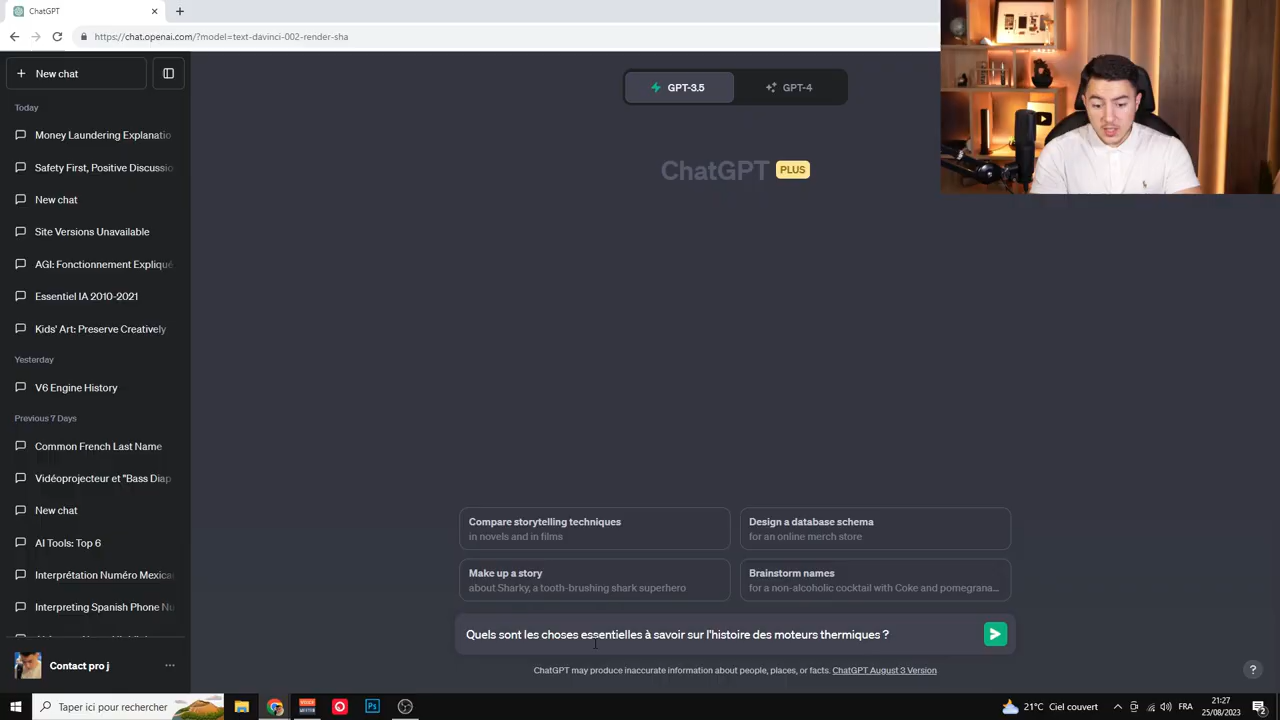 ChatGPT
https://chat.openai.com/?model=text-davinci-002-render-sha
New chat
Today
Money Laundering Explanatio
Safety First, Positive Discussio
New chat
Site Versions Unavailable
AGI: Fonctionnement Expliqué
Essentiel IA 2010-2021
Kids' Art: Preserve Creatively
Yesterday
V6 Engine History
Previous 7 Days
Common French Last Name
Vidéoprojecteur et "Bass Diap
New chat
AI Tools: Top 6
Interprétation Numéro Mexica
Interpreting Spanish Phone Nu
Contact pro j
GPT-3.5
GPT-4
ChatGPT PLUS
Compare storytelling techniques
in novels and in films
Design a database schema
for an online merch store
Make up a story
about Sharky, a tooth-brushing shark superhero
Brainstorm names
for a non-alcoholic cocktail with Coke and pomegrana...
Quels sont les choses essentielles à savoir sur l'histoire des moteurs thermiques ?
ChatGPT may produce inaccurate information about people, places, or facts. ChatGPT August 3 Version
?
Taper ici pour rechercher
Ps
21°C Ciel couvert
FRA
21:27
25/08/2023
2